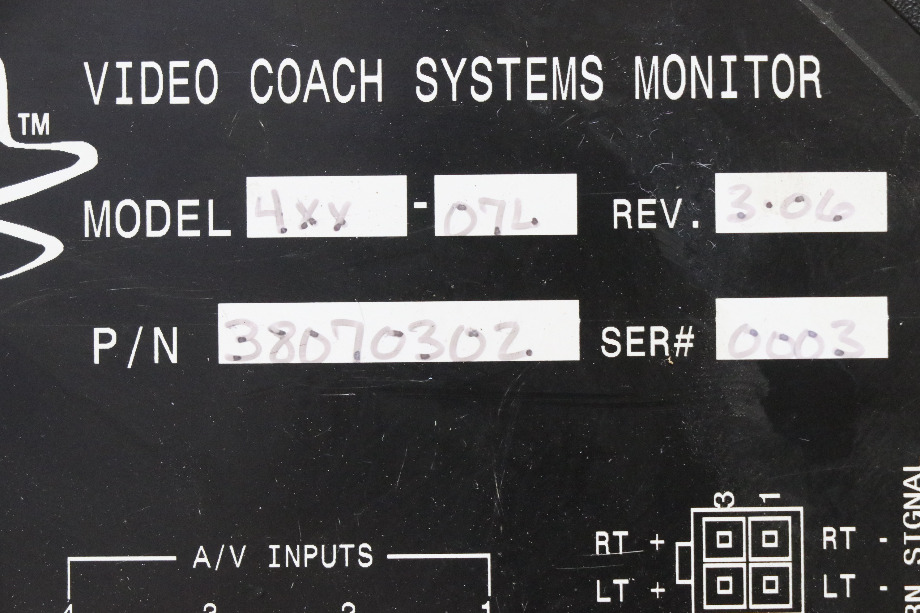 VIDEO COACH SYSTEMS MONITOR
TM
MODEL 4xx - 07L REV. 3.06
P/N 38070302 SER# 0003
3 1
A/V INPUTS RT + RT -
LT + LT -
4 3 2 1
SIGNAL